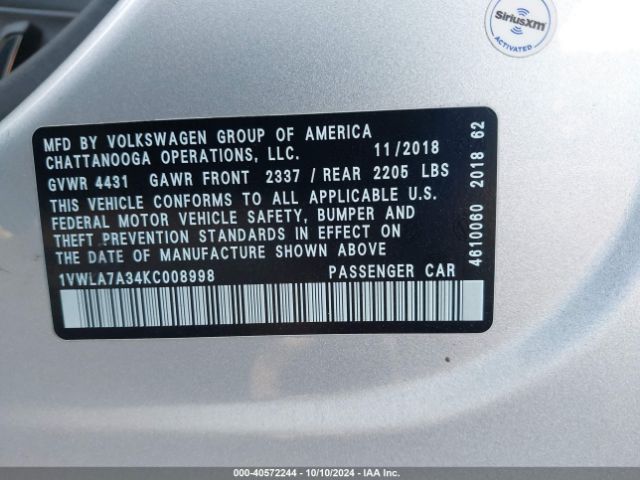 SiriusXM
ACTIVATED
MFD BY VOLKSWAGEN GROUP OF AMERICA
CHATTANOOGA OPERATIONS, LLC. 11/2018
GVWR 4431 GAWR FRONT 2337 / REAR 2205 LBS
THIS VEHICLE CONFORMS TO ALL APPLICABLE U.S.
FEDERAL MOTOR VEHICLE SAFETY, BUMPER AND
THEFT PREVENTION STANDARDS IN EFFECT ON
THE DATE OF MANUFACTURE SHOWN ABOVE
1VWLA7A34KC008998 PASSENGER CAR
4610060 2018 62
000-40572244 - 10/10/2024 - IAA Inc.